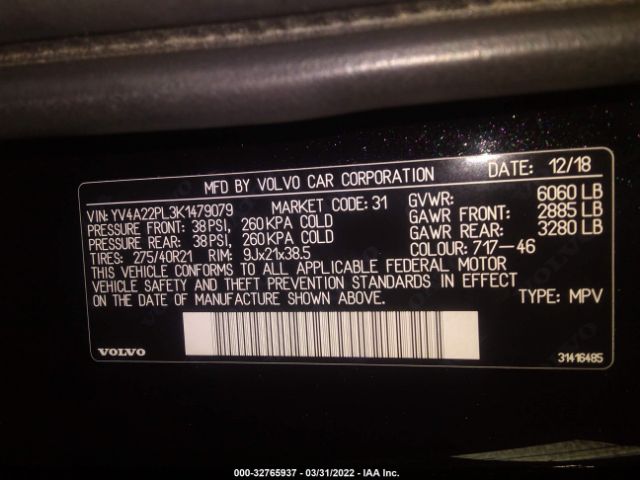 MFD BY VOLVO CAR CORPORATION DATE: 12/18
VIN: YV4A22PL3K1479079 MARKET CODE: 31 GVWR: 6060 LB
PRESSURE FRONT: 38 PSI, 260 KPA COLD GAWR FRONT: 2885 LB
PRESSURE REAR: 38 PSI, 260 KPA COLD GAWR REAR: 3280 LB
TIRES: 275/40R21 RIM: 9Jx21x38.5 COLOUR: 717-46
THIS VEHICLE CONFORMS TO ALL APPLICABLE FEDERAL MOTOR
VEHICLE SAFETY AND THEFT PREVENTION STANDARDS IN EFFECT
ON THE DATE OF MANUFACTURE SHOWN ABOVE. TYPE: MPV
VOLVO 31416485
000-32765937 - 03/31/2022 - IAA Inc.